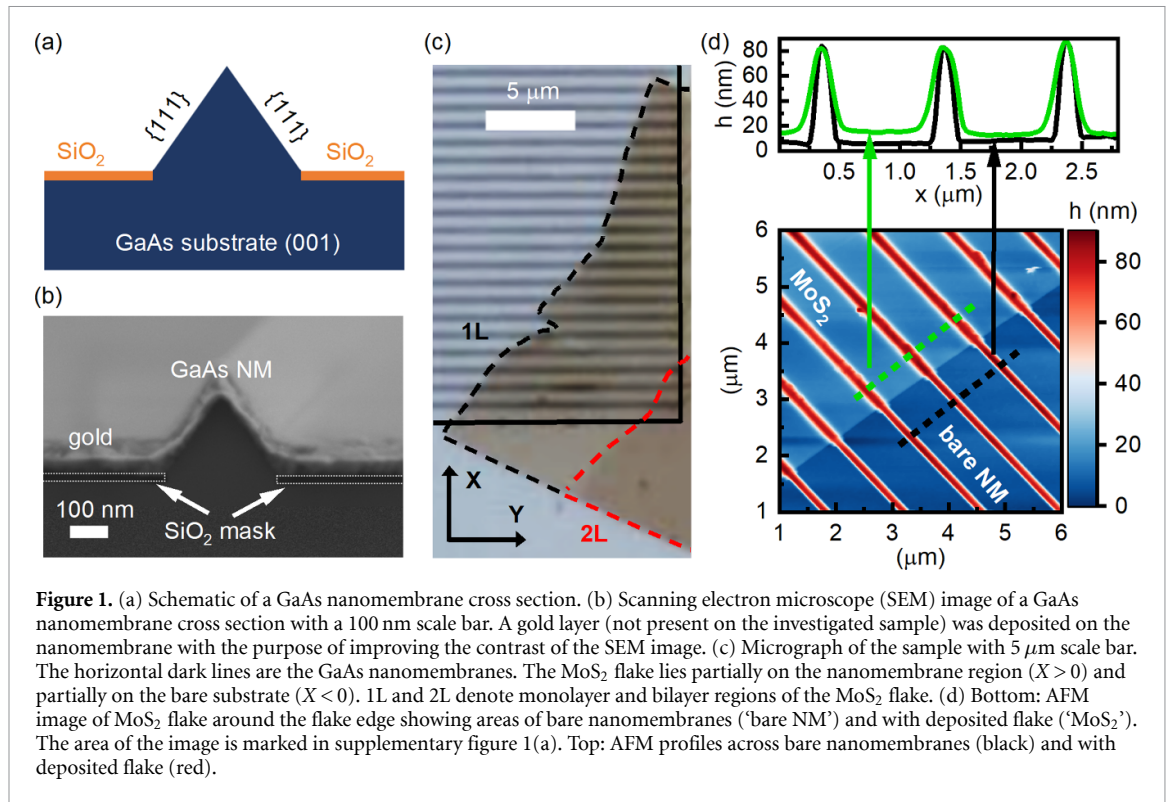 (a)
{111}
{111}
SiO2
SiO2
GaAs substrate (001)
(b)
GaAs NM
gold
100 nm
SiO2 mask
(c)
5 μm
1L
X
Y
2L
(d)
h (nm)
80
60
40
20
0
0.5 1.0 1.5 2.0 2.5
x (μm)
h (nm)
6
5
4
3
2
1
(μm)
MoS2
bare NM
1 2 3 4 5 6
(μm)
80
60
40
20
0
Figure 1. (a) Schematic of a GaAs nanomembrane cross section. (b) Scanning electron microscope (SEM) image of a GaAs
nanomembrane cross section with a 100 nm scale bar. A gold layer (not present on the investigated sample) was deposited on the
nanomembrane with the purpose of improving the contrast of the SEM image. (c) Micrograph of the sample with 5 μm scale bar.
The horizontal dark lines are the GaAs nanomembranes. The MoS2 flake lies partially on the nanomembrane region (X > 0) and
partially on the bare substrate (X < 0). 1L and 2L denote monolayer and bilayer regions of the MoS2 flake. (d) Bottom: AFM
image of MoS2 flake around the flake edge showing areas of bare nanomembranes (‘bare NM’) and with deposited flake (‘MoS2’).
The area of the image is marked in supplementary figure 1(a). Top: AFM profiles across bare nanomembranes (black) and with
deposited flake (red).